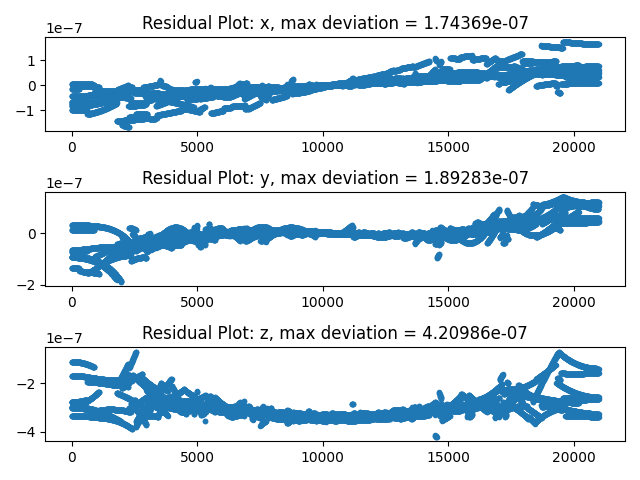 Residual Plot: x, max deviation = 1.74369e-07
1e−7
1
0
−1
0 5000 10000 15000 20000
Residual Plot: y, max deviation = 1.89283e-07
1e−7
0
−2
0 5000 10000 15000 20000
Residual Plot: z, max deviation = 4.20986e-07
1e−7
−2
−4
0 5000 10000 15000 20000